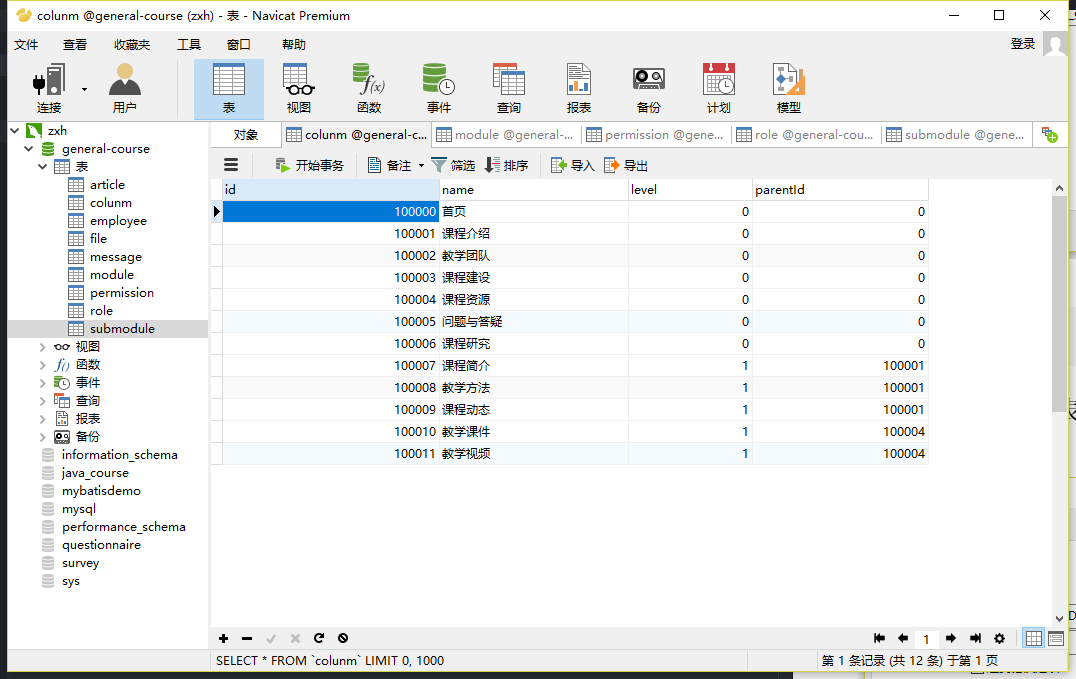 colunm @general-course (zxh) - 表 - Navicat Premium
文件 查看 收藏夹 工具 窗口 帮助 登录
连接 用户 表 视图 函数 事件 查询 报表 备份 计划 模型
zxh
general-course
表
article
colunm
employee
file
message
module
permission
role
submodule
视图
函数
事件
查询
报表
备份
information_schema
java_course
mybatisdemo
mysql
performance_schema
questionnaire
survey
sys
对象 colunm @general-c... module @general-... permission @gene... role @general-cou... submodule @gene...
开始事务 备注 筛选 排序 导入 导出
id name level parentId
100000 首页 0 0
100001 课程介绍 0 0
100002 教学团队 0 0
100003 课程建设 0 0
100004 课程资源 0 0
100005 问题与答疑 0 0
100006 课程研究 0 0
100007 课程简介 1 100001
100008 教学方法 1 100001
100009 课程动态 1 100001
100010 教学课件 1 100004
100011 教学视频 1 100004
1
SELECT * FROM `colunm` LIMIT 0, 1000 第 1 条记录 (共 12 条) 于第 1 页